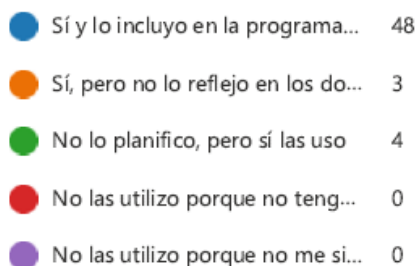 Sí y lo incluyo en la programa... 48
Sí, pero no lo reflejo en los do... 3
No lo planifico, pero sí las uso 4
No las utilizo porque no teng... 0
No las utilizo porque no me si... 0